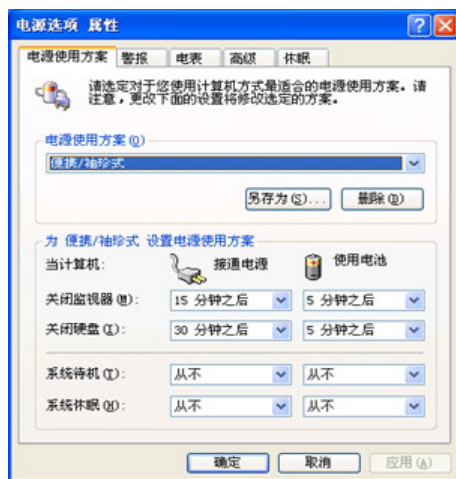 电源选项 属性
电源使用方案 警报 电表 高级 休眠
请选定对于您使用计算机方式最适合的电源使用方案。请
注意，更改下面的设置将修改选定的方案。
电源使用方案(O)
便携/袖珍式
另存为(S)... 删除(D)
为 便携/袖珍式 设置电源使用方案
当计算机： 接通电源 使用电池
关闭监视器(M)： 15 分钟之后 5 分钟之后
关闭硬盘(I)： 30 分钟之后 5 分钟之后
系统待机(T)： 从不 从不
系统休眠(H)： 从不 从不
确定 取消 应用(A)